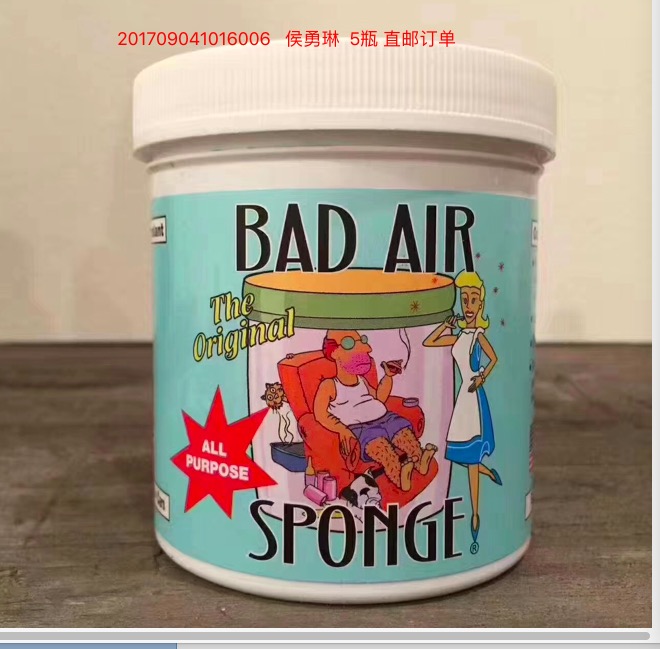 201709041016006 侯勇琳 5瓶 直邮订单
BAD AIR
The
Original
ALL
PURPOSE
SPONGE®